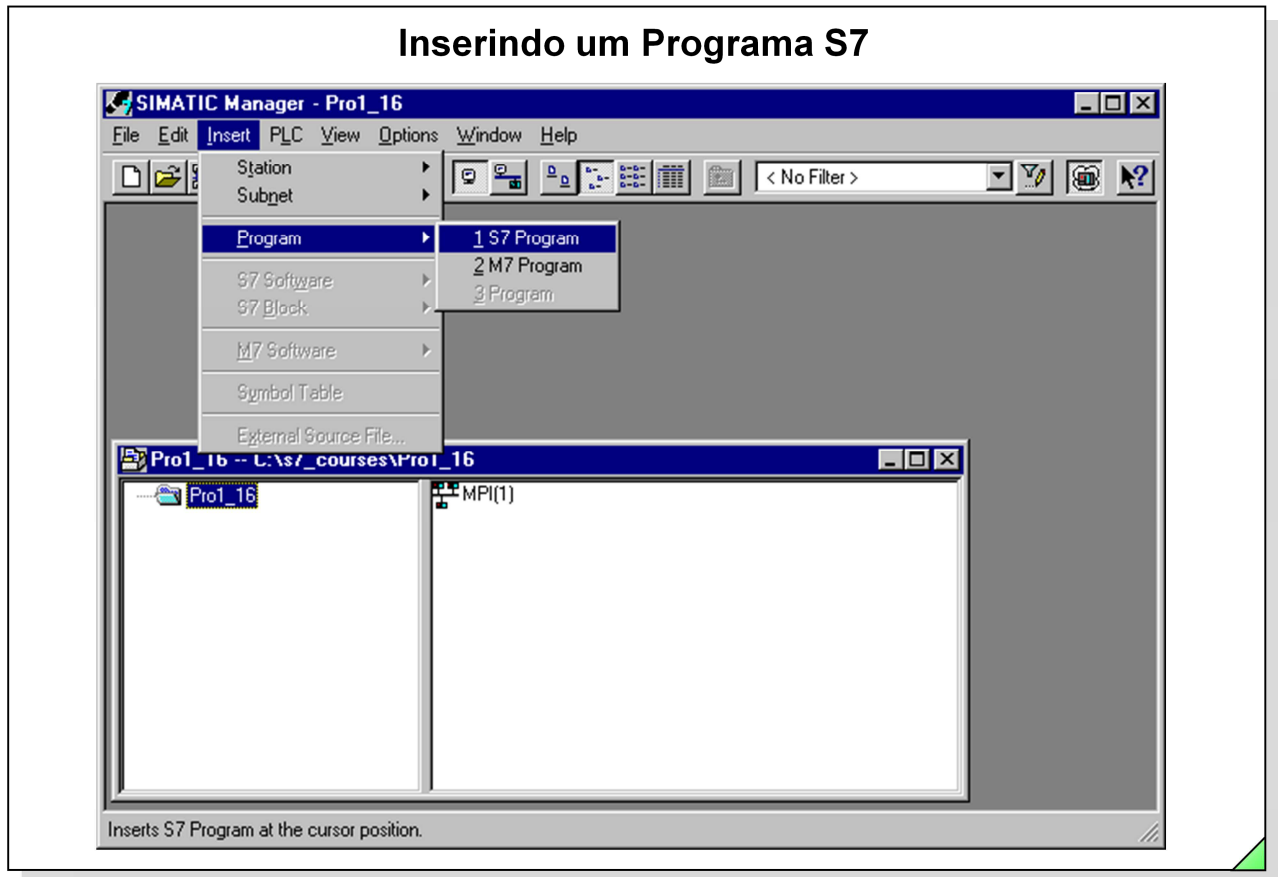 Inserindo um Programa S7
SIMATIC Manager - Pro1_16
File Edit Insert PLC View Options Window Help
< No Filter >
Station
Subnet
Program
S7 Software
S7 Block
M7 Software
Symbol Table
External Source File...
1 S7 Program
2 M7 Program
3 Program
Pro1_16 -- C:\s7_courses\Pro1_16
Pro1_16
MPI(1)
Inserts S7 Program at the cursor position.